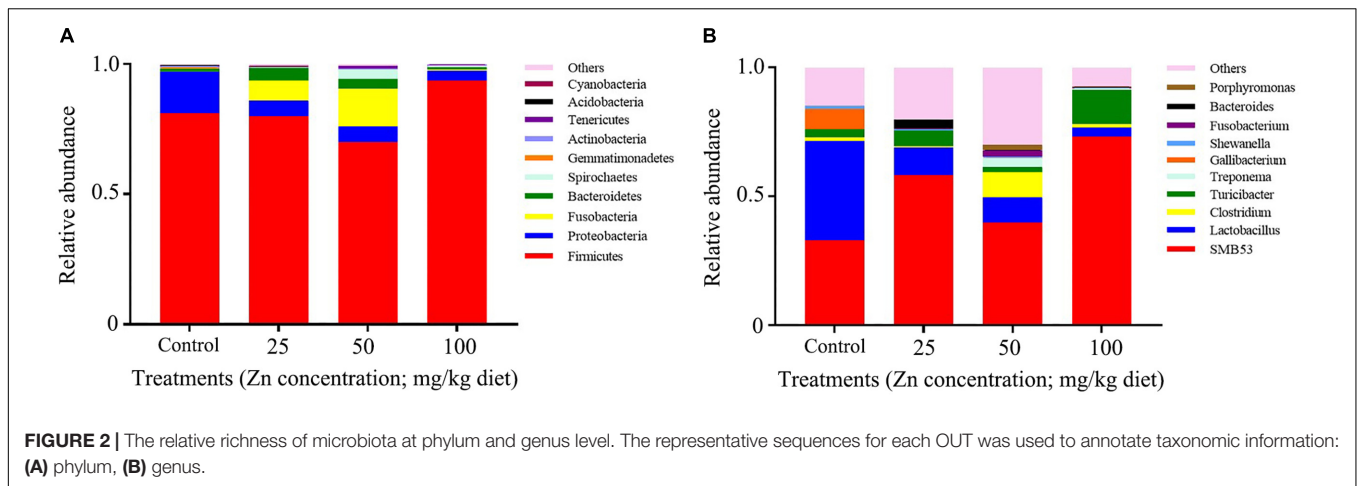 A
Relative abundance
1.0
0.5
0
Control 25 50 100
Treatments (Zn concentration; mg/kg diet)
Others
Cyanobacteria
Acidobacteria
Tenericutes
Actinobacteria
Gemmatimonadetes
Spirochaetes
Bacteroidetes
Fusobacteria
Proteobacteria
Firmicutes
B
Relative abundance
1.0
0.5
0
Control 25 50 100
Treatments (Zn concentration; mg/kg diet)
Others
Porphyromonas
Bacteroides
Fusobacterium
Shewanella
Gallibacterium
Treponema
Turicibacter
Clostridium
Lactobacillus
SMB53
FIGURE 2 | The relative richness of microbiota at phylum and genus level. The representative sequences for each OUT was used to annotate taxonomic information:
(A) phylum, (B) genus.